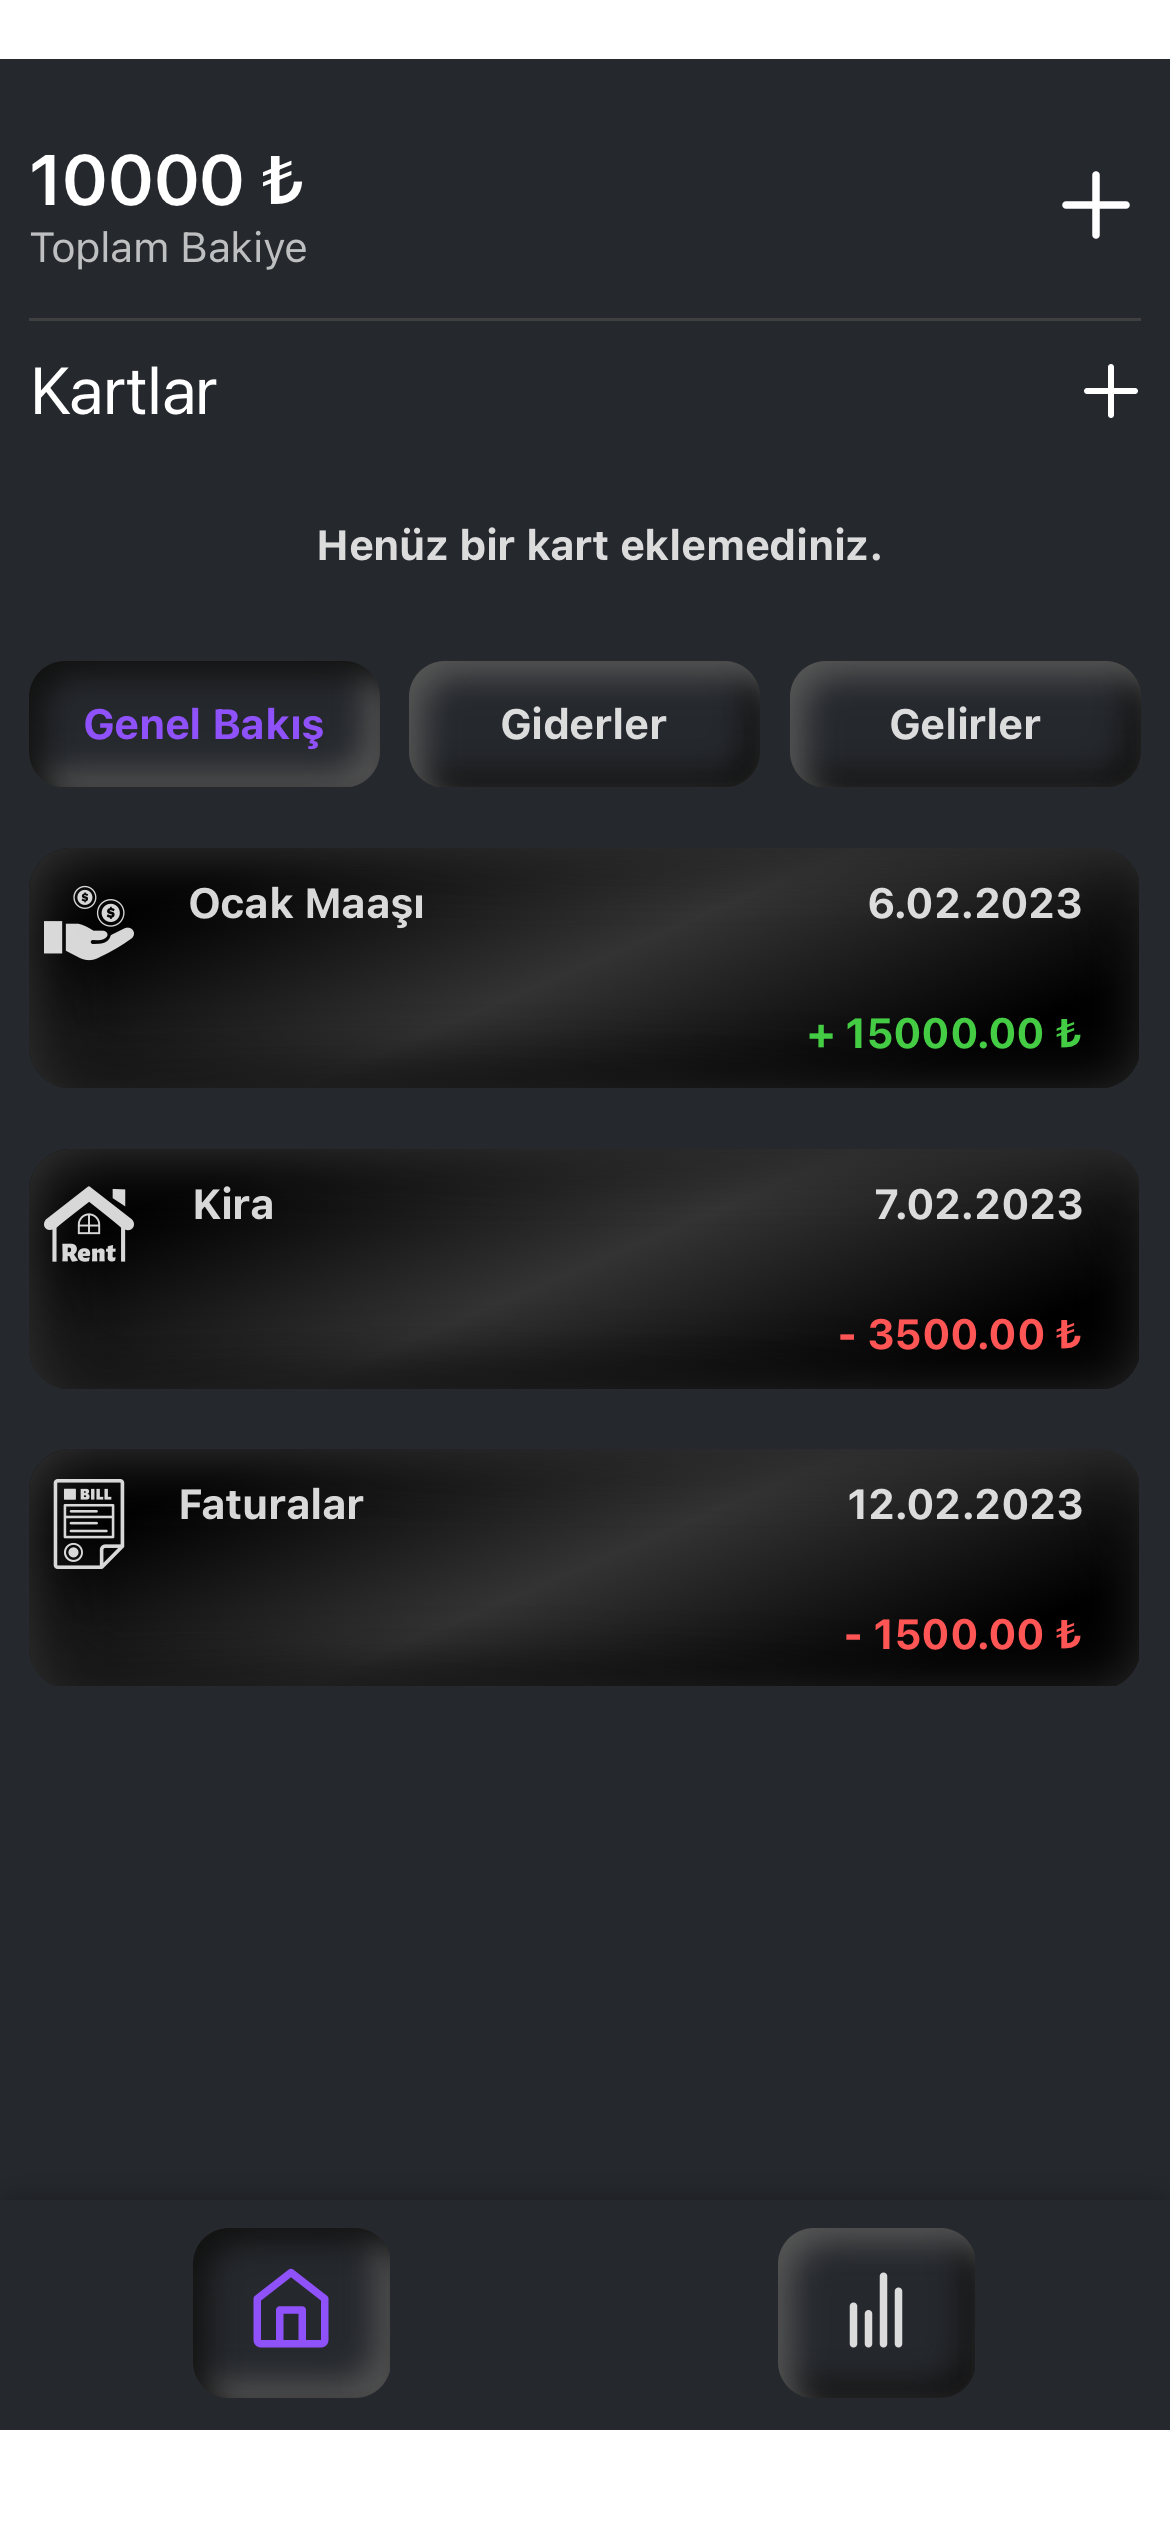 10000 ₺
Toplam Bakiye
Kartlar
Henüz bir kart eklemediniz.
Genel Bakış Giderler Gelirler
$ $
Ocak Maaşı 6.02.2023
+ 15000.00 ₺
Kira 7.02.2023
Rent
- 3500.00 ₺
BILL
Faturalar 12.02.2023
- 1500.00 ₺